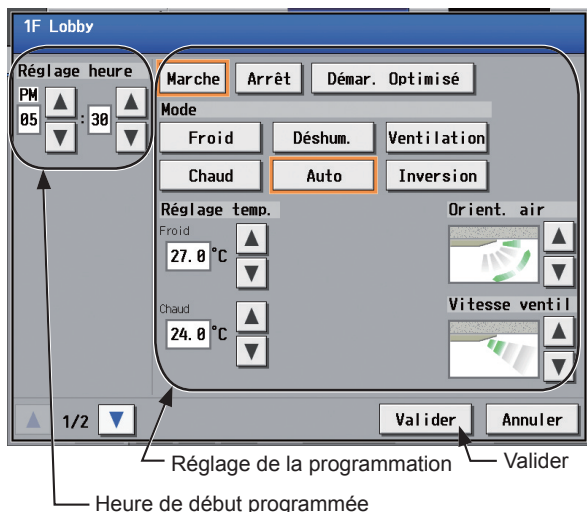 1F Lobby
Réglage heure
PM
05 : 30
Marche Arrêt Démar. Optimisé
Mode
Froid Déshum. Ventilation
Chaud Auto Inversion
Réglage temp.
Froid
27.0 °C
Chaud
24.0 °C
Orient. air
Vitesse ventil
1/2
Valider Annuler
Réglage de la programmation
Valider
Heure de début programmée